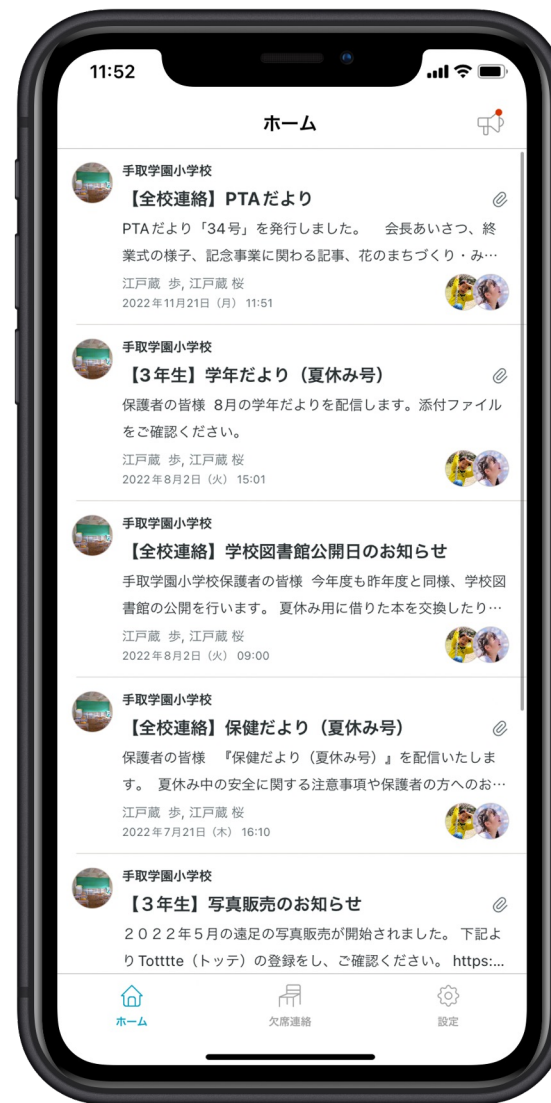 11:52
ホーム
手取学園小学校
【全校連絡】PTAだより
PTAだより「34号」を発行しました。　会長あいさつ、終
業式の様子、記念事業に関わる記事、花のまちづくり・み…
江戸蔵 歩, 江戸蔵 桜
2022年11月21日（月） 11:51
手取学園小学校
【3年生】学年だより（夏休み号）
保護者の皆様 8月の学年だよりを配信します。添付ファイル
をご確認ください。
江戸蔵 歩, 江戸蔵 桜
2022年8月2日（火） 15:01
手取学園小学校
【全校連絡】学校図書館公開日のお知らせ
手取学園小学校保護者の皆様 今年度も昨年度と同様、学校図
書館の公開を行います。 夏休み用に借りた本を交換したり…
江戸蔵 歩, 江戸蔵 桜
2022年8月2日（火） 09:00
手取学園小学校
【全校連絡】保健だより（夏休み号）
保護者の皆様　『保健だより（夏休み号）』を配信いたしま
す。 夏休み中の安全に関する注意事項や保護者の方へのお…
江戸蔵 歩, 江戸蔵 桜
2022年7月21日（木） 16:10
手取学園小学校
【３年生】写真販売のお知らせ
２０２２年５月の遠足の写真販売が開始されました。 下記よ
り Totttte（トッテ）の登録をし、ご確認ください。 https:...
ホーム
欠席連絡
設定